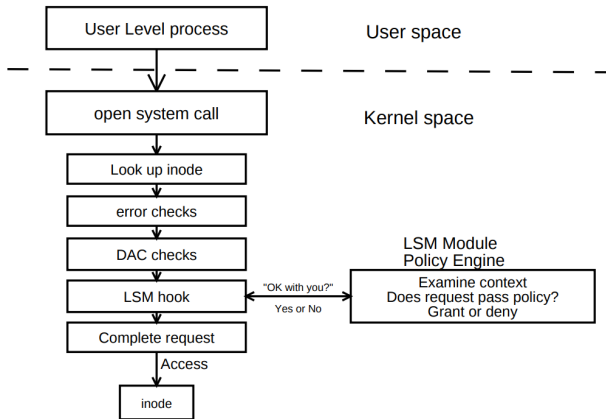 User Level process
User space
open system call
Kernel space
Look up inode
error checks
DAC checks
LSM Module
Policy Engine
LSM hook
"OK with you?"
Yes or No
Examine context
Does request pass policy?
Grant or deny
Complete request
Access
inode